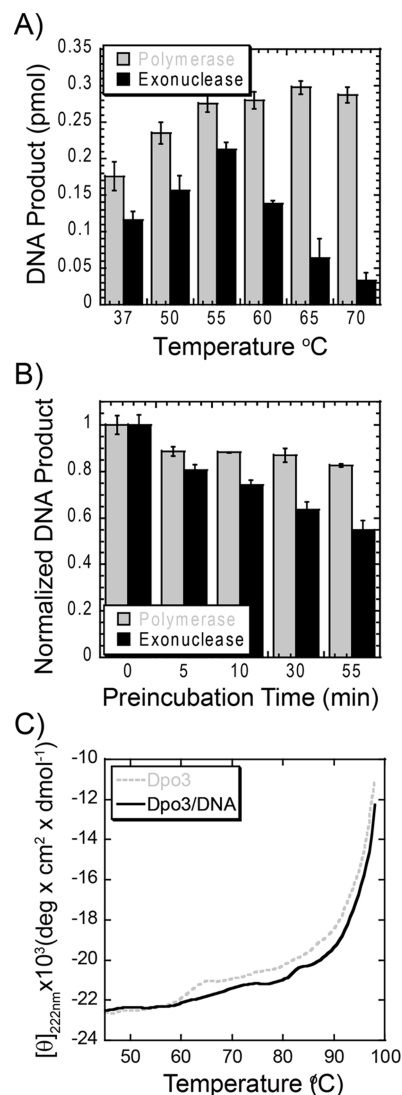 A)
DNA Product (pmol)
0.35
0.3
0.25
0.2
0.15
0.1
0.05
0
Polymerase
Exonuclease
37 50 55 60 65 70
Temperature °C
B)
Normalized DNA Product
1
0.8
0.6
0.4
0.2
0
Polymerase
Exonuclease
0 5 10 30 55
Preincubation Time (min)
C)
[θ]222nm x10³(deg x cm² x dmol⁻¹)
-10
-12
-14
-16
-18
-20
-22
-24
Dpo3
Dpo3/DNA
50 60 70 80 90 100
Temperature (°C)